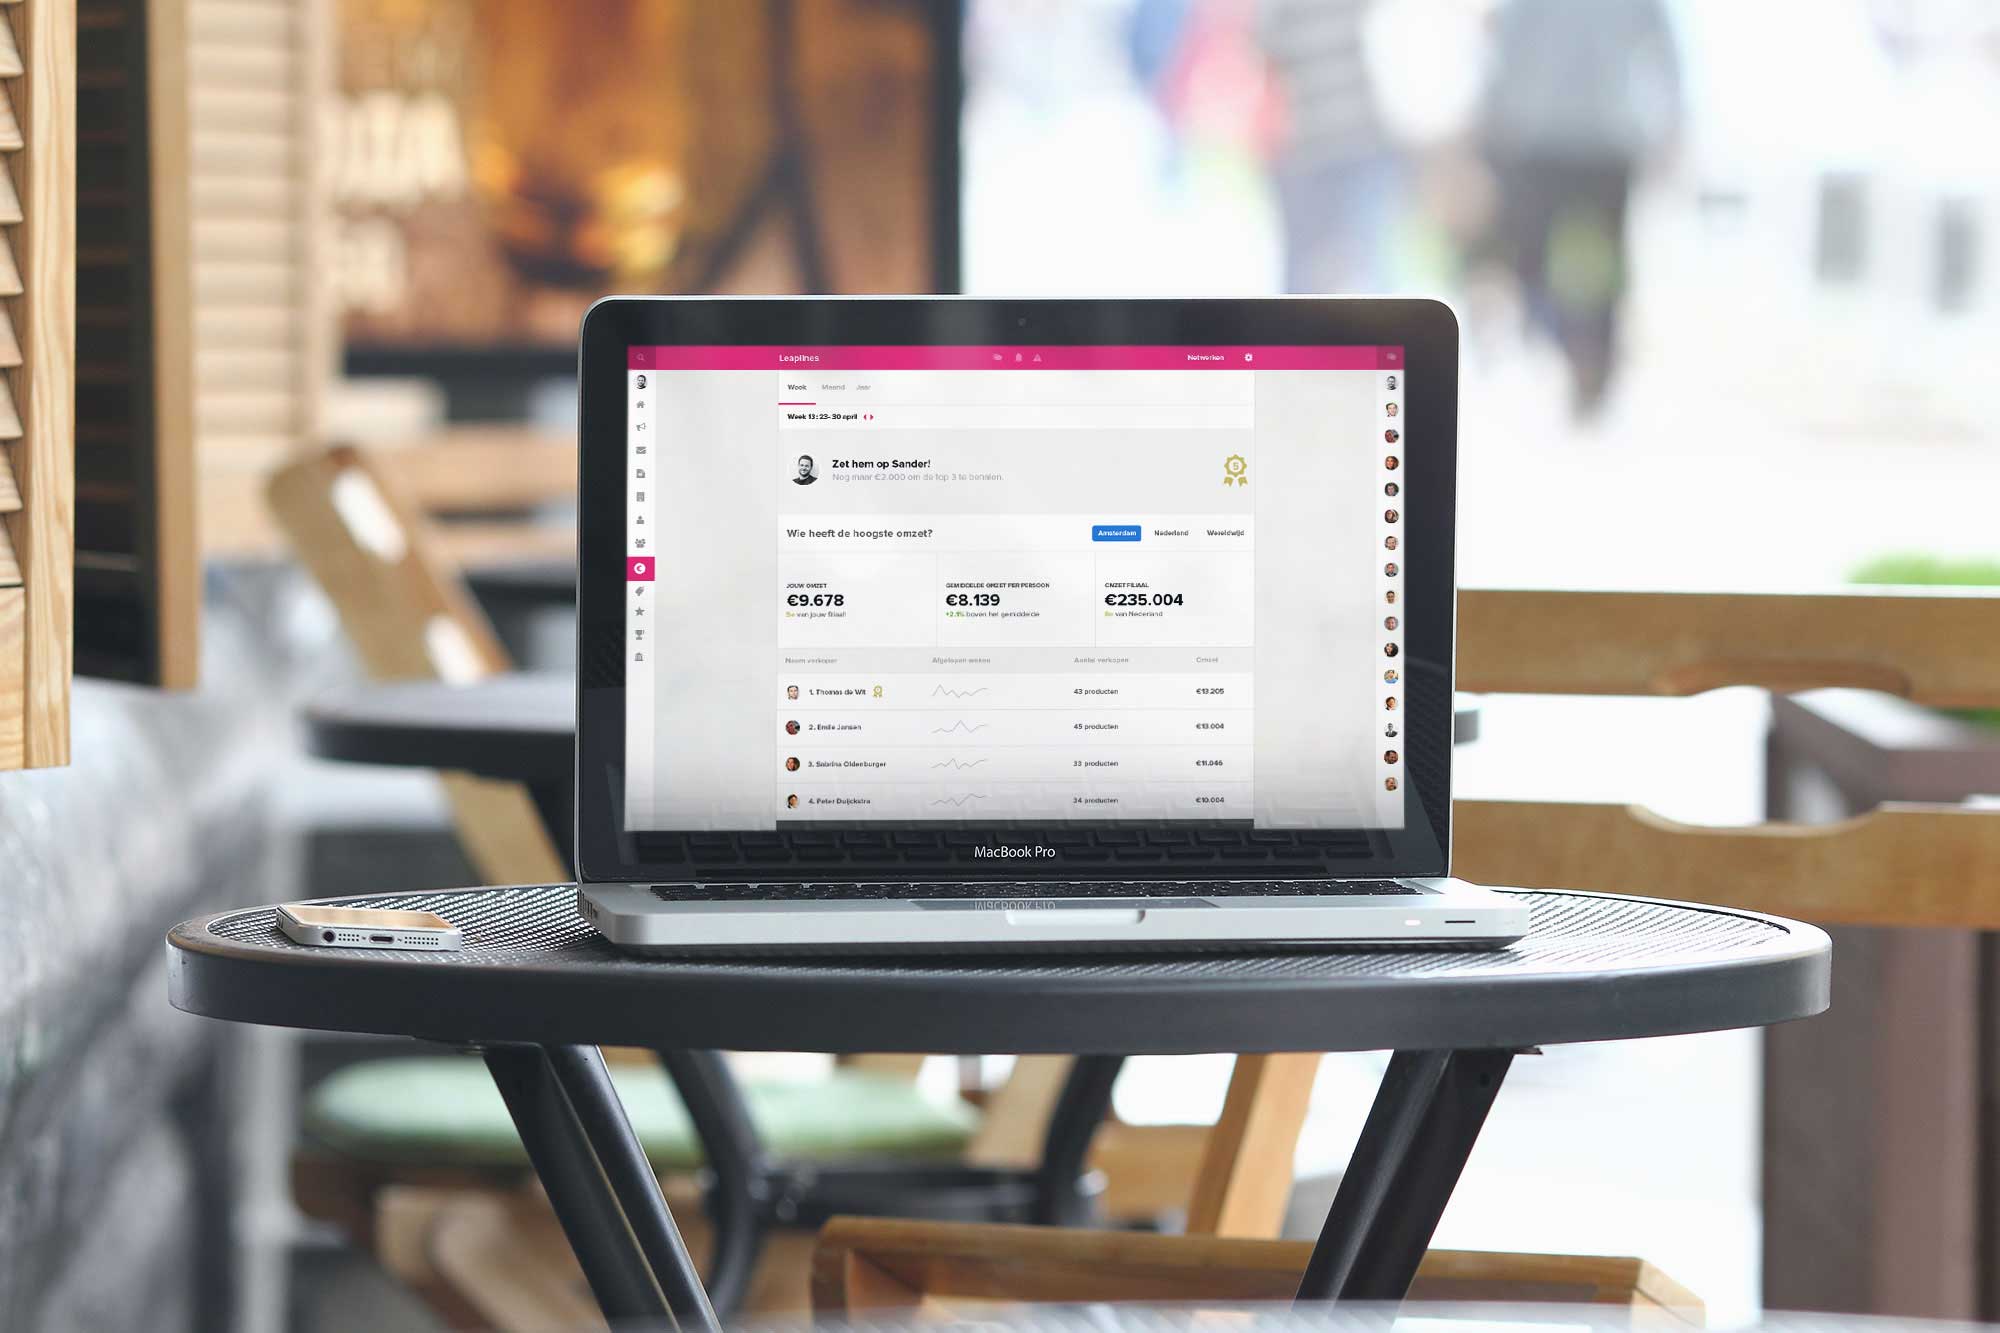 Leaplines
Netwerken
Week Maand Jaar
Week 13: 23-30 april
Zet hem op Sander!
Nog maar €2.000 om de top 3 te behalen.
5
Wie heeft de hoogste omzet?
Amsterdam Nederland Wereldwijd
JOUW OMZET
€9.678
5e van jouw filiaal!
GEMIDDELDE OMZET PER PERSOON
€8.139
+2.1% boven het gemiddelde
OMZET FILIAAL
€235.004
8e van Nederland
Naam verkoper Afgelopen weken Aantal verkopen Omzet
1. Thomas de Wit 43 producten €13.205
2. Emile Jansen 45 producten €13.004
3. Sabrina Oldenburger 33 producten €11.046
4. Peter Duijckstra 34 producten €10.004
MacBook Pro